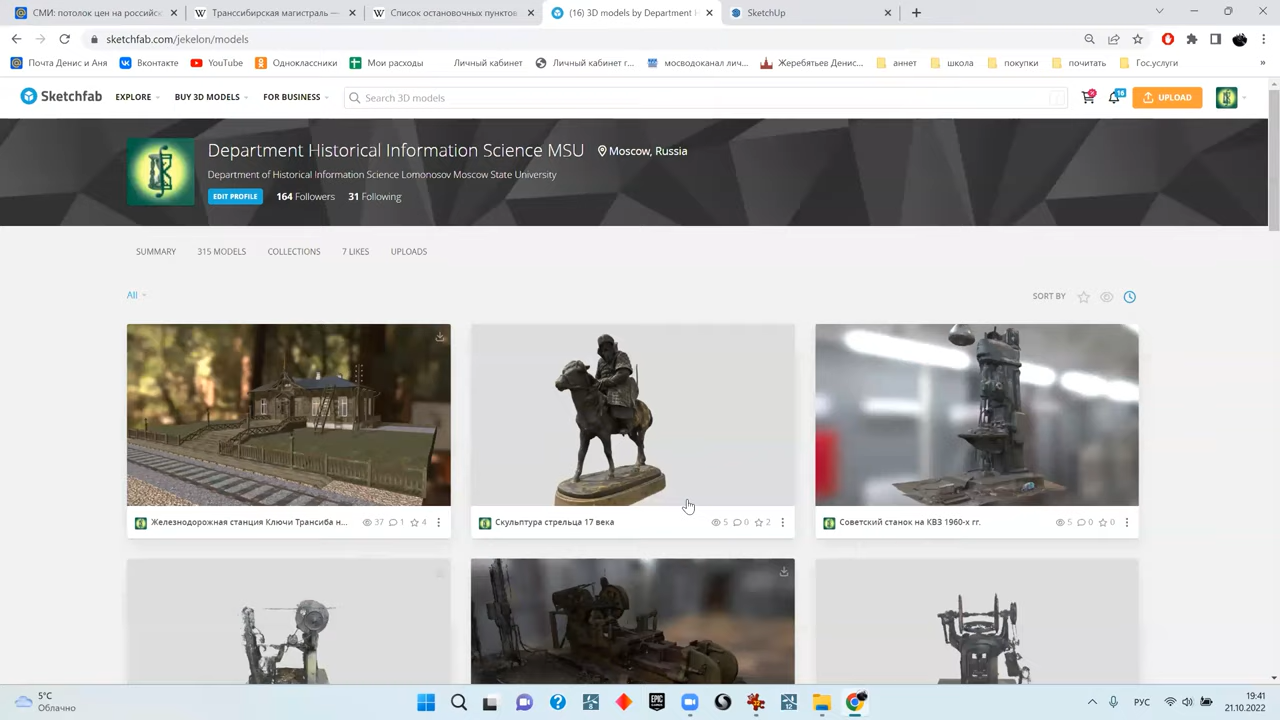 СМИ: потолок цен на российск
Транссибирская магистраль —
Список остановочных пунктов
(16) 3D models by Department H
SketchUp
sketchfab.com/jekelon/models
Почта Денис и Аня
Вконтакте
YouTube
Одноклассники
Мои расходы
Личный кабинет
Личный кабинет г...
мосводоканал лич...
Жеребятьев Денис...
аннет
школа
покупки
почитать
Гос.услуги
»
Sketchfab
EXPLORE
BUY 3D MODELS
FOR BUSINESS
Search 3D models
16
UPLOAD
Department Historical Information Science MSU
Moscow, Russia
Department of Historical Information Science Lomonosov Moscow State University
EDIT PROFILE
164 Followers
31 Following
SUMMARY
315 MODELS
COLLECTIONS
7 LIKES
UPLOADS
All
SORT BY
Железнодорожная станция Ключи Трансиба н...
37
1
4
Скульптура стрельца 17 века
5
0
2
Советский станок на КВЗ 1960-х гг.
5
0
0
5°C
Облачно
8
EPIC
GAMES
12
РУС
19:41
21.10.2022